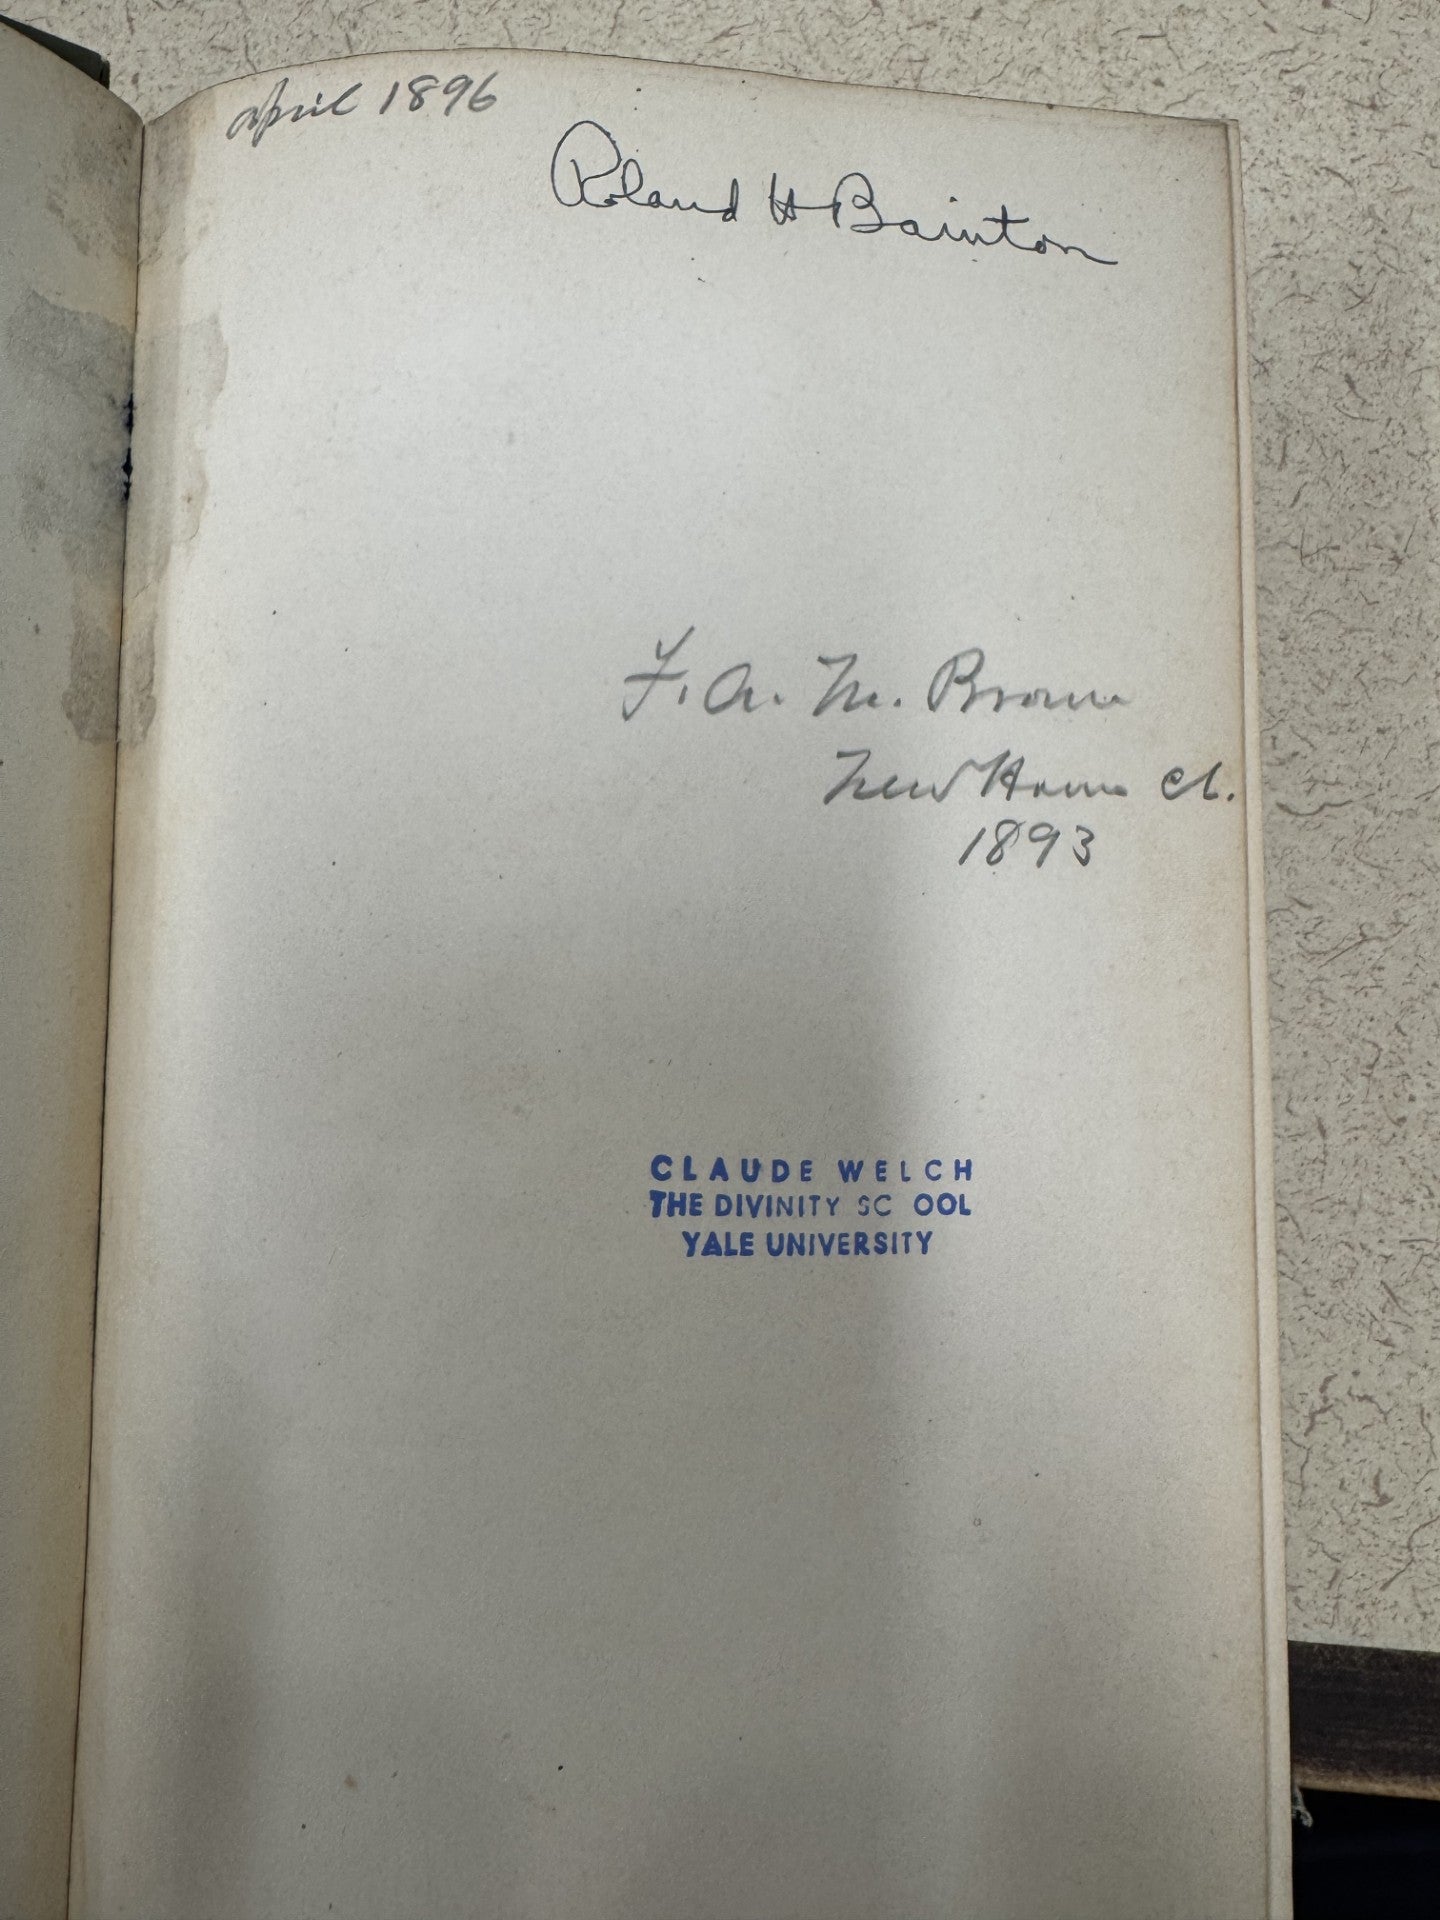 April 1896
Roland H Bainton
F. A. M. Brown
New Haven Ct.
1893
CLAUDE WELCH
THE DIVINITY SC OOL
YALE UNIVERSITY